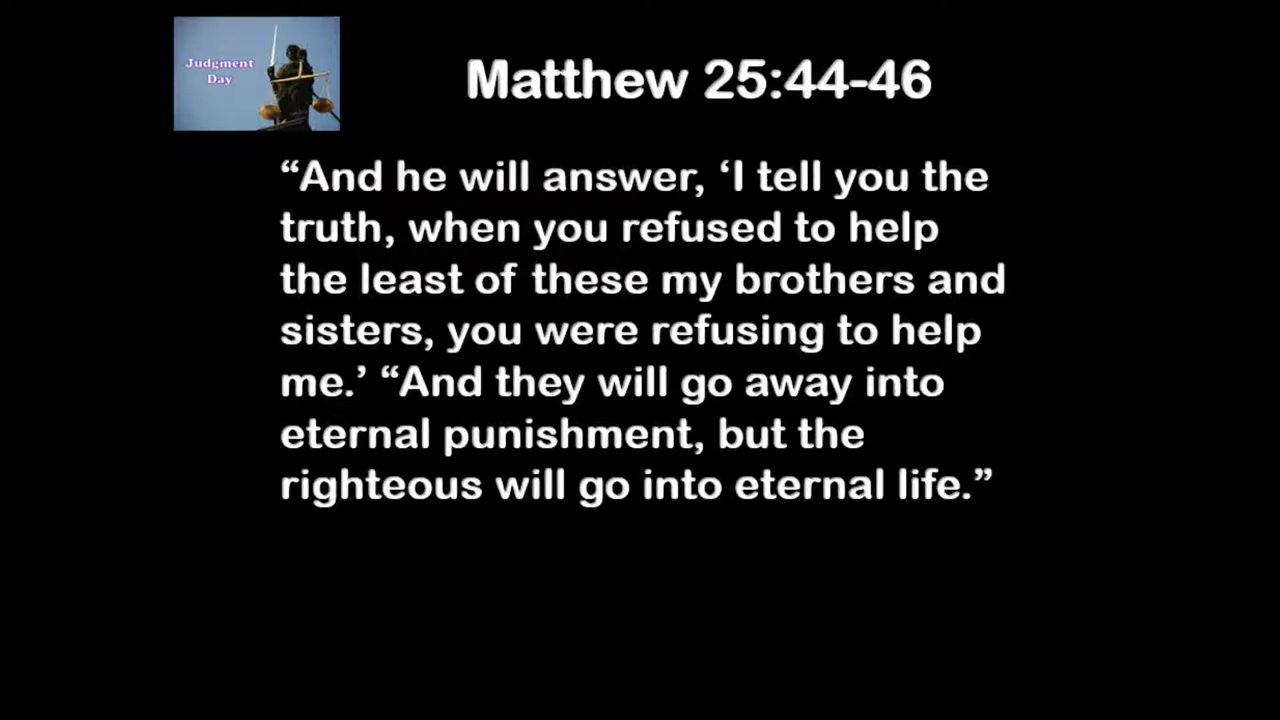 Judgment
Day
Matthew 25:44-46
“And he will answer, ‘I tell you the
truth, when you refused to help
the least of these my brothers and
sisters, you were refusing to help
me.’ “And they will go away into
eternal punishment, but the
righteous will go into eternal life.”